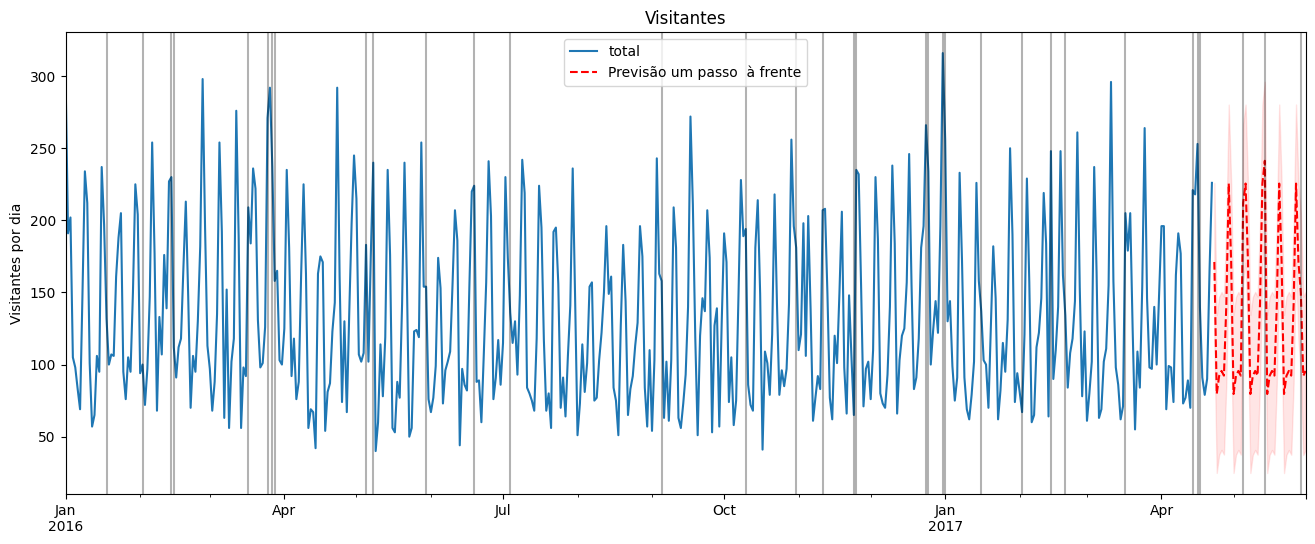 Visitantes
total
Previsão um passo  à frente
Visitantes por dia
300
250
200
150
100
50
Jan
2016
Apr
Jul
Oct
Jan
2017
Apr